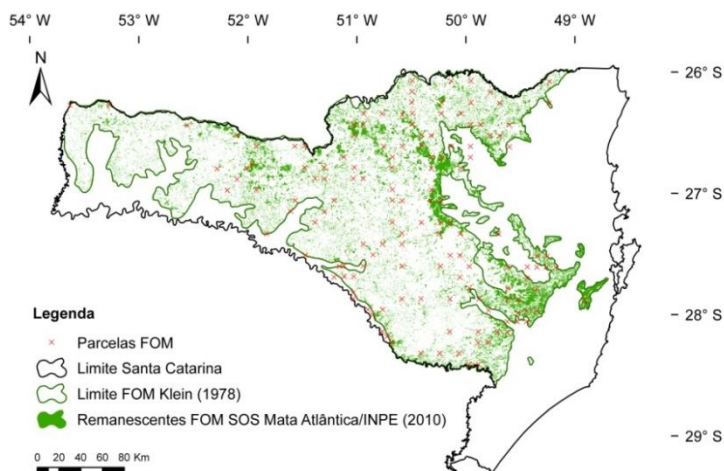 54° W 53° W 52° W 51° W 50° W 49° W
N
26° S
27° S
28° S
29° S
Legenda
Parcelas FOM
Limite Santa Catarina
Limite FOM Klein (1978)
Remanescentes FOM SOS Mata Atlântica/INPE (2010)
0 20 40 60 80 Km